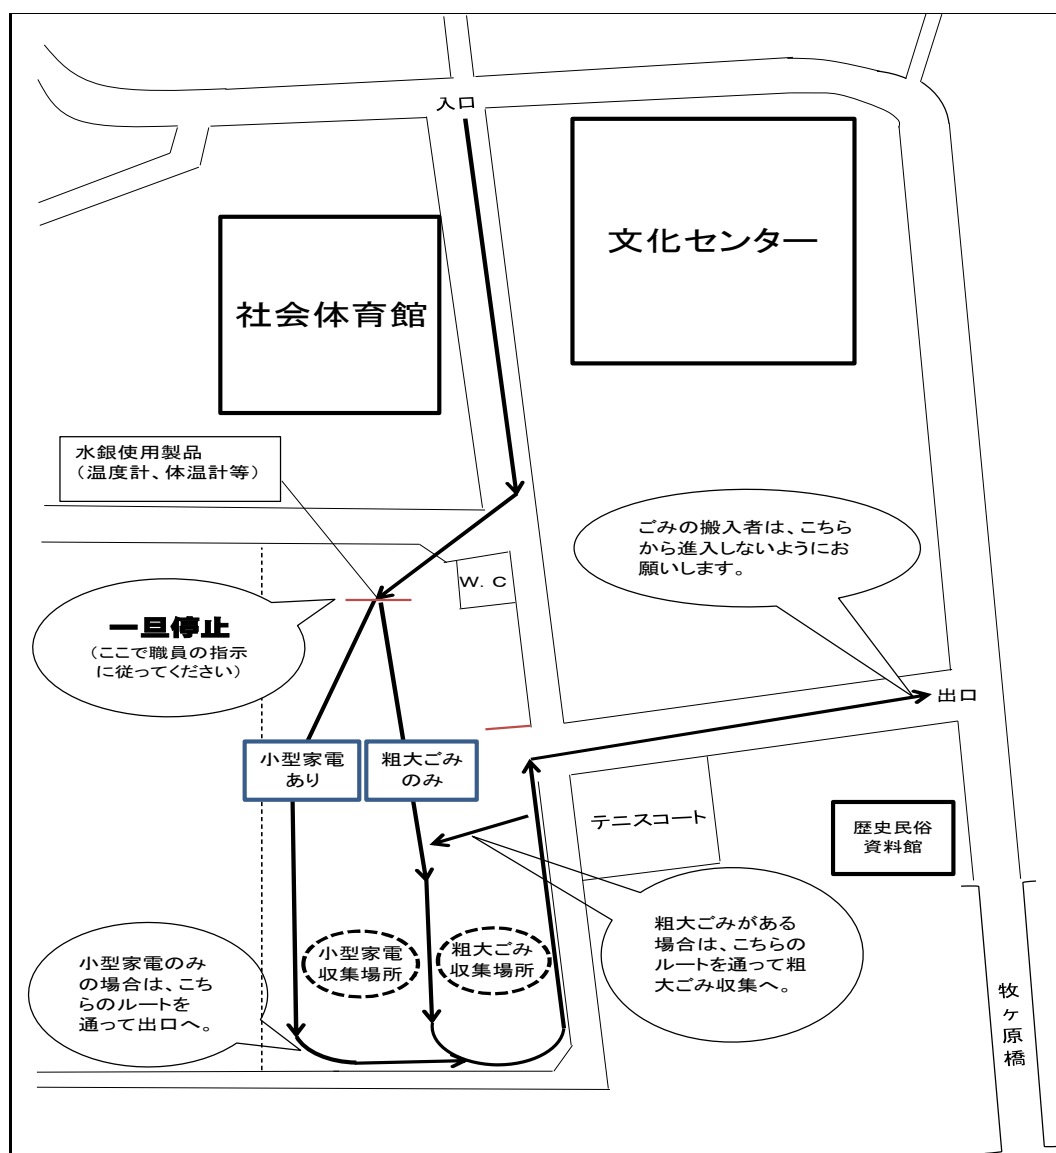 入口
文化センター
社会体育館
水銀使用製品
（温度計、体温計等）
ごみの搬入者は、こちら
から進入しないようにお
願いします。
W. C
一旦停止
（ここで職員の指示
に従ってください）
出口
小型家電
あり
粗大ごみ
のみ
テニスコート
歴史民俗
資料館
粗大ごみがある
場合は、こちらの
ルートを通って粗
大ごみ収集へ。
小型家電
収集場所
粗大ごみ
収集場所
小型家電のみ
の場合は、こち
らのルートを
通って出口へ。
牧ヶ原橋